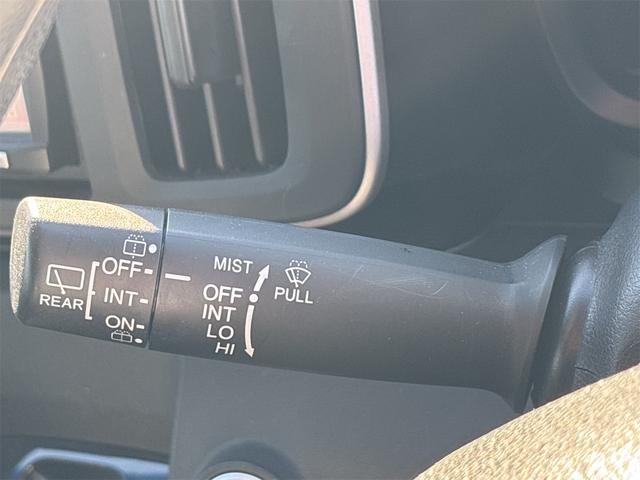 REAR
OFF
INT
ON
MIST
PULL
OFF
INT
LO
HI